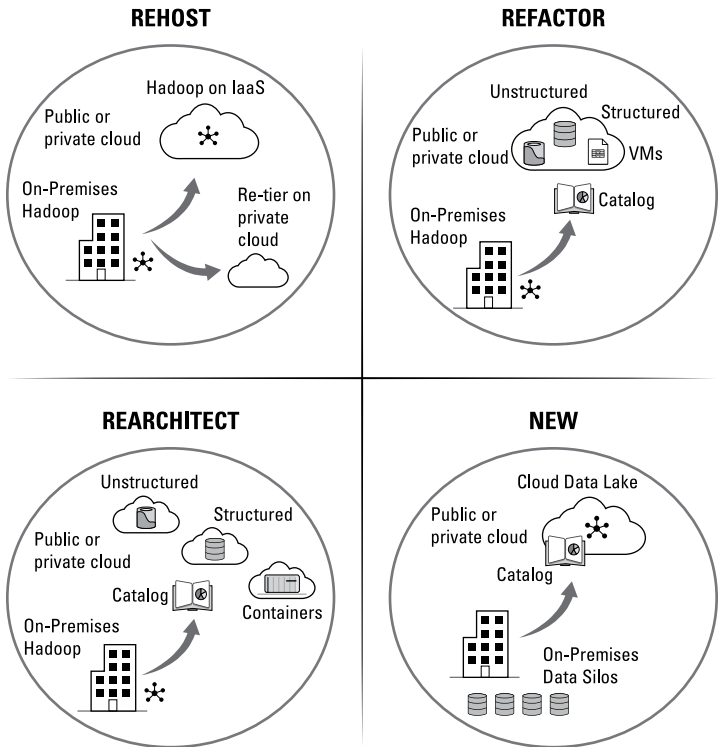 REHOST
Hadoop on IaaS
Public or
private cloud
On-Premises
Hadoop
Re-tier on
private
cloud
REFACTOR
Unstructured
Structured
Public or
private cloud
VMs
Catalog
On-Premises
Hadoop
REARCHITECT
Unstructured
Structured
Public or
private cloud
Catalog
Containers
On-Premises
Hadoop
NEW
Cloud Data Lake
Public or
private cloud
Catalog
On-Premises
Data Silos